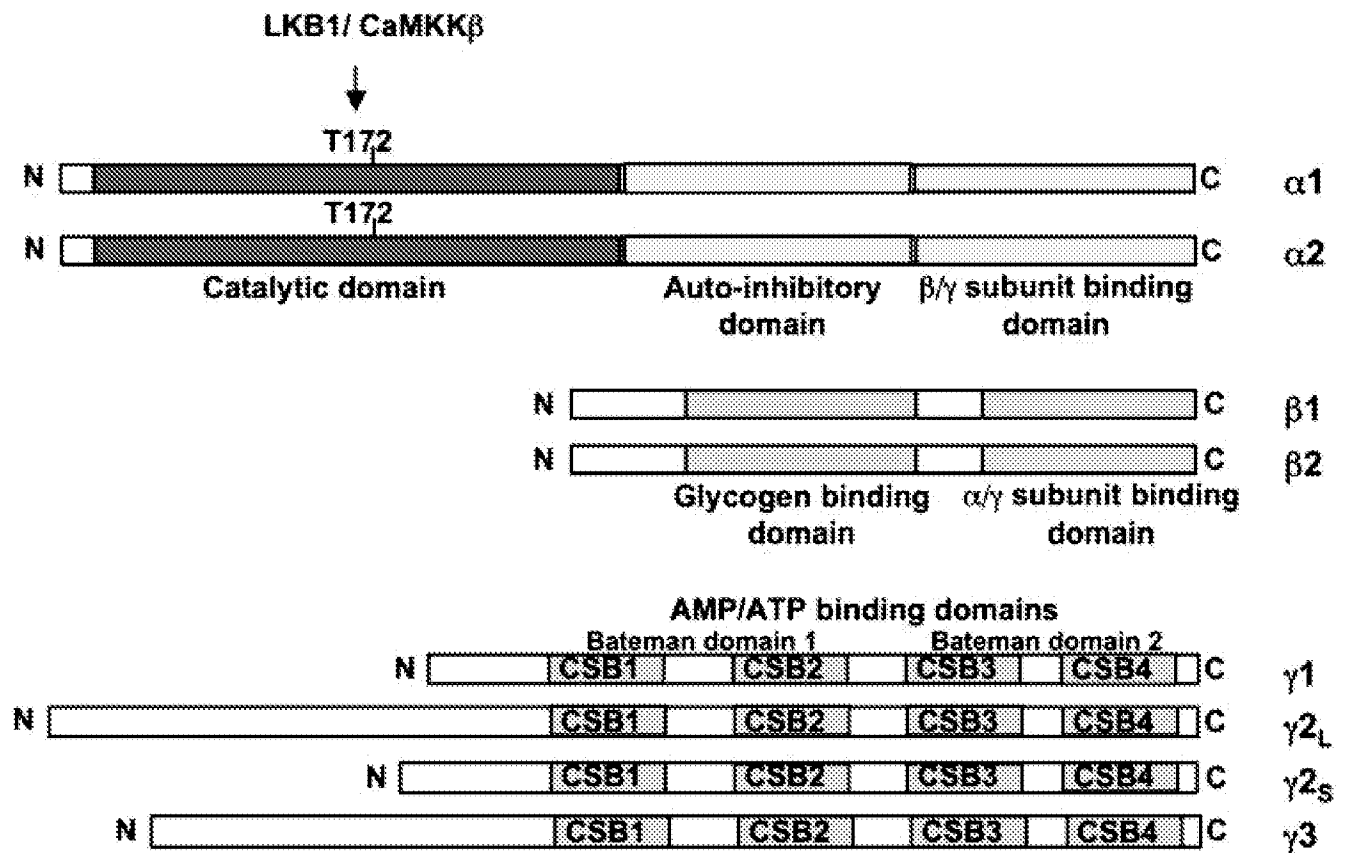 LKB1/ CaMKKβ
T172
N C α1
T172
N C α2
Catalytic domain Auto-inhibitory domain β/γ subunit binding domain
N C β1
N C β2
Glycogen binding domain α/γ subunit binding domain
AMP/ATP binding domains
Bateman domain 1 Bateman domain 2
N CSB1 CSB2 CSB3 CSB4 C γ1
N CSB1 CSB2 CSB3 CSB4 C γ2L
N CSB1 CSB2 CSB3 CSB4 C γ2S
N CSB1 CSB2 CSB3 CSB4 C γ3